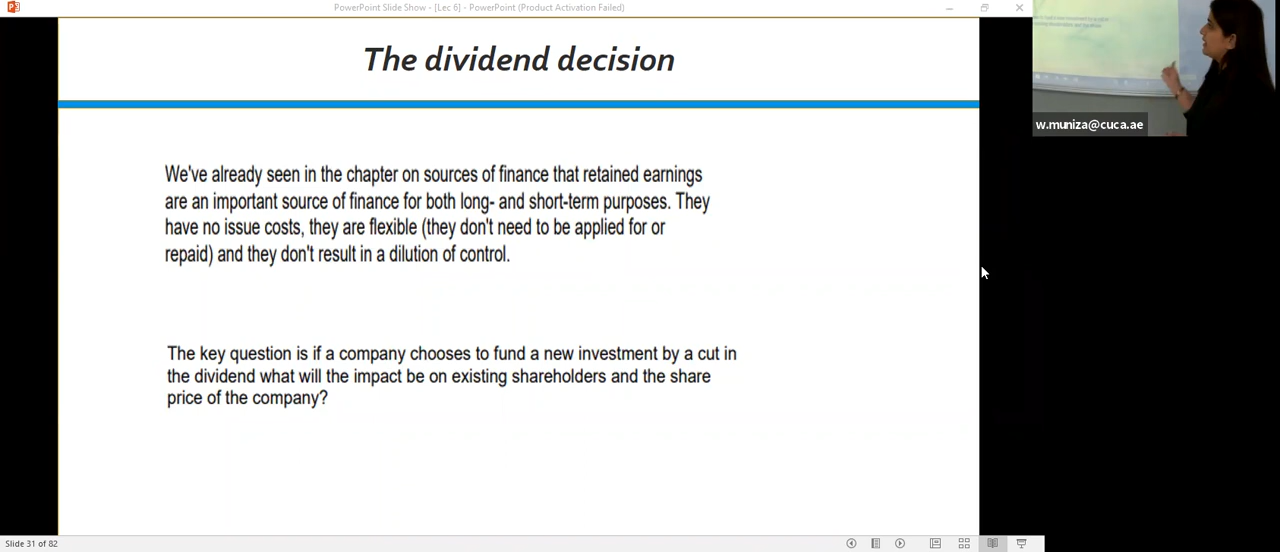 PowerPoint Slide Show - [Lec 6] - PowerPoint (Product Activation Failed)
The dividend decision
w.muniza@cuca.ae
We've already seen in the chapter on sources of finance that retained earnings
are an important source of finance for both long- and short-term purposes. They
have no issue costs, they are flexible (they don't need to be applied for or
repaid) and they don't result in a dilution of control.
The key question is if a company chooses to fund a new investment by a cut in
the dividend what will the impact be on existing shareholders and the share
price of the company?
Slide 31 of 82